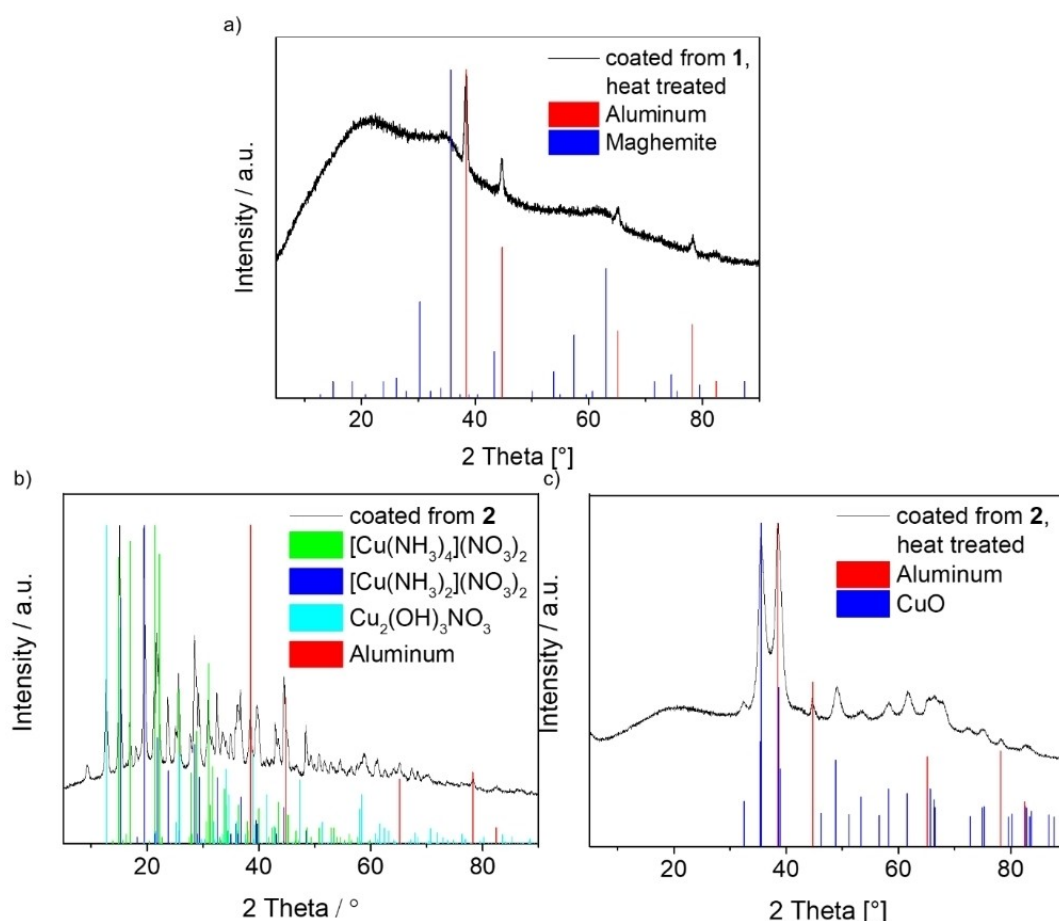 a)
coated from 1,
heat treated
Aluminum
Maghemite
Intensity / a.u.
20
40
60
80
2 Theta [°]
b)
coated from 2
[Cu(NH₃)₄](NO₃)₂
[Cu(NH₃)₂](NO₃)₂
Cu₂(OH)₃NO₃
Aluminum
Intensity / a.u.
20
40
60
80
2 Theta / °
c)
coated from 2,
heat treated
Aluminum
CuO
Intensity / a.u.
20
40
60
80
2 Theta [°]